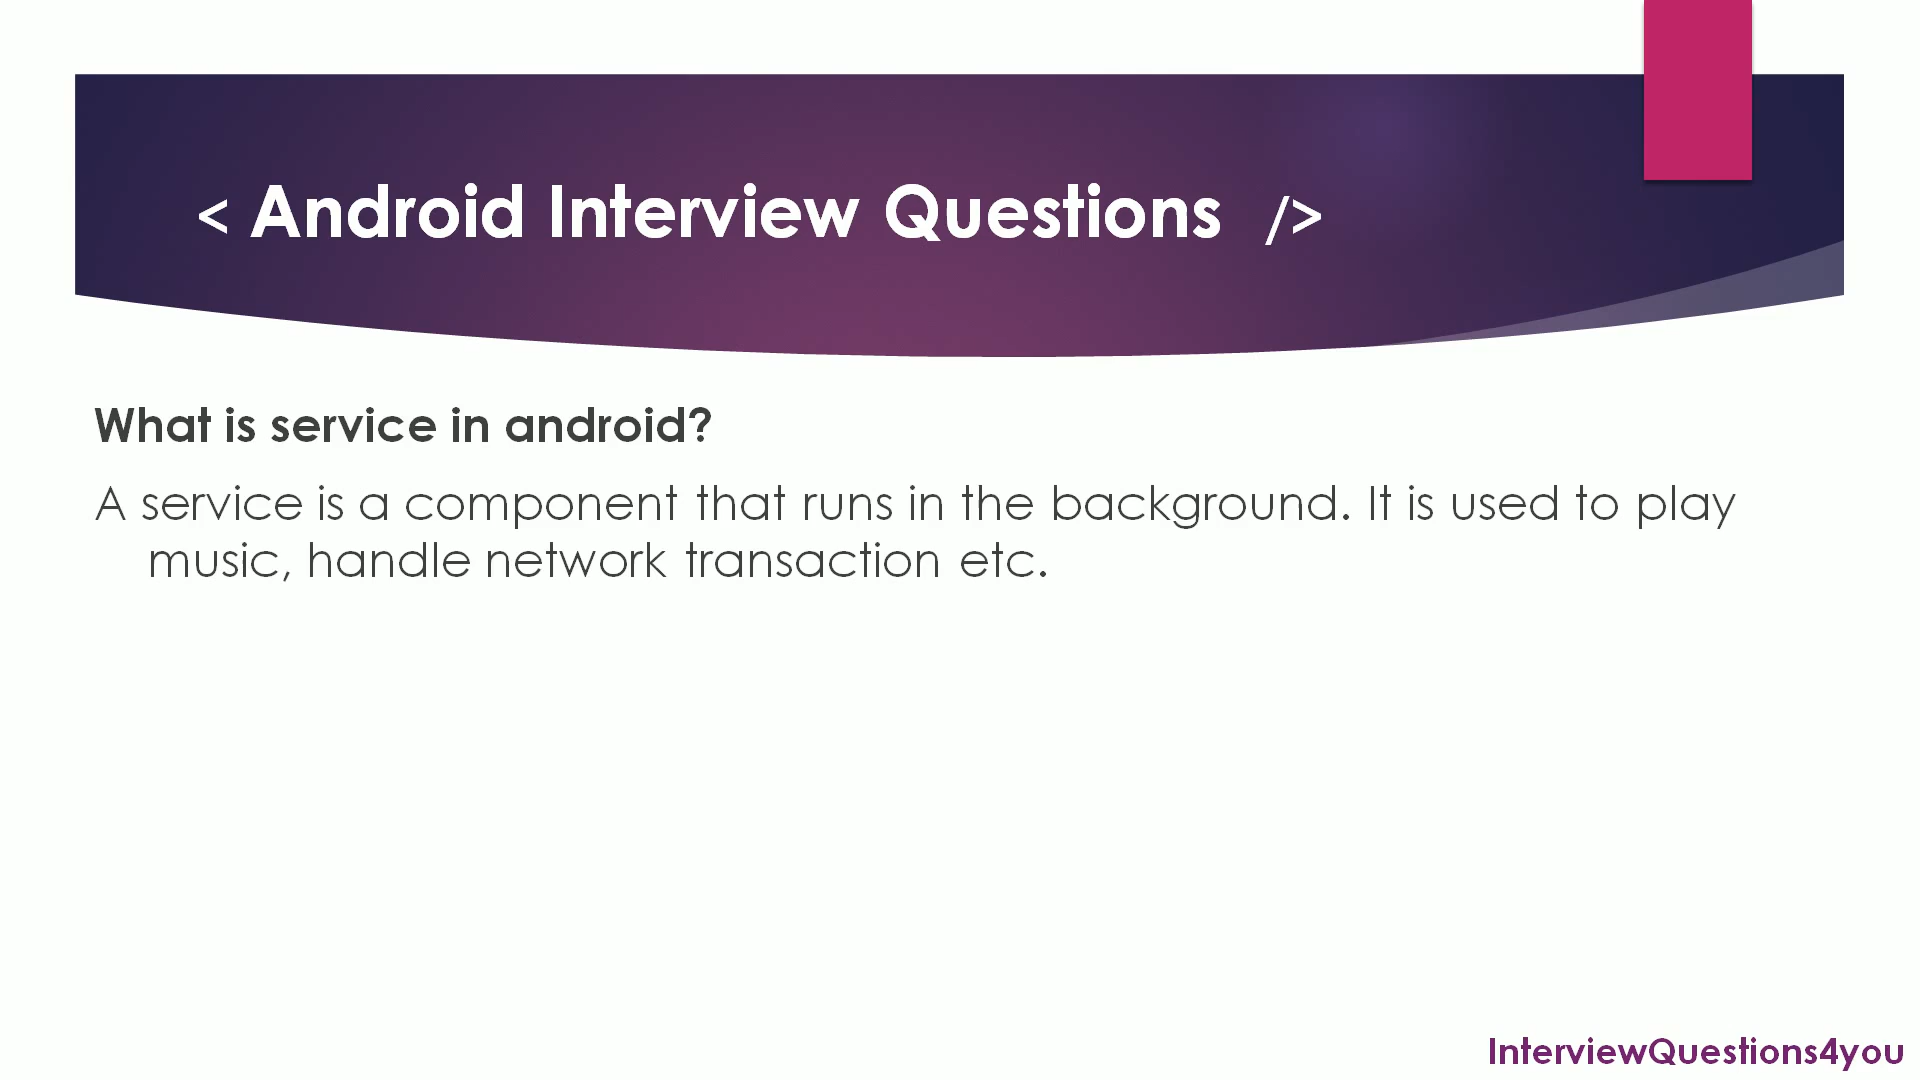 < Android Interview Questions />
What is service in android?
A service is a component that runs in the background. It is used to play
music, handle network transaction etc.
InterviewQuestions4you